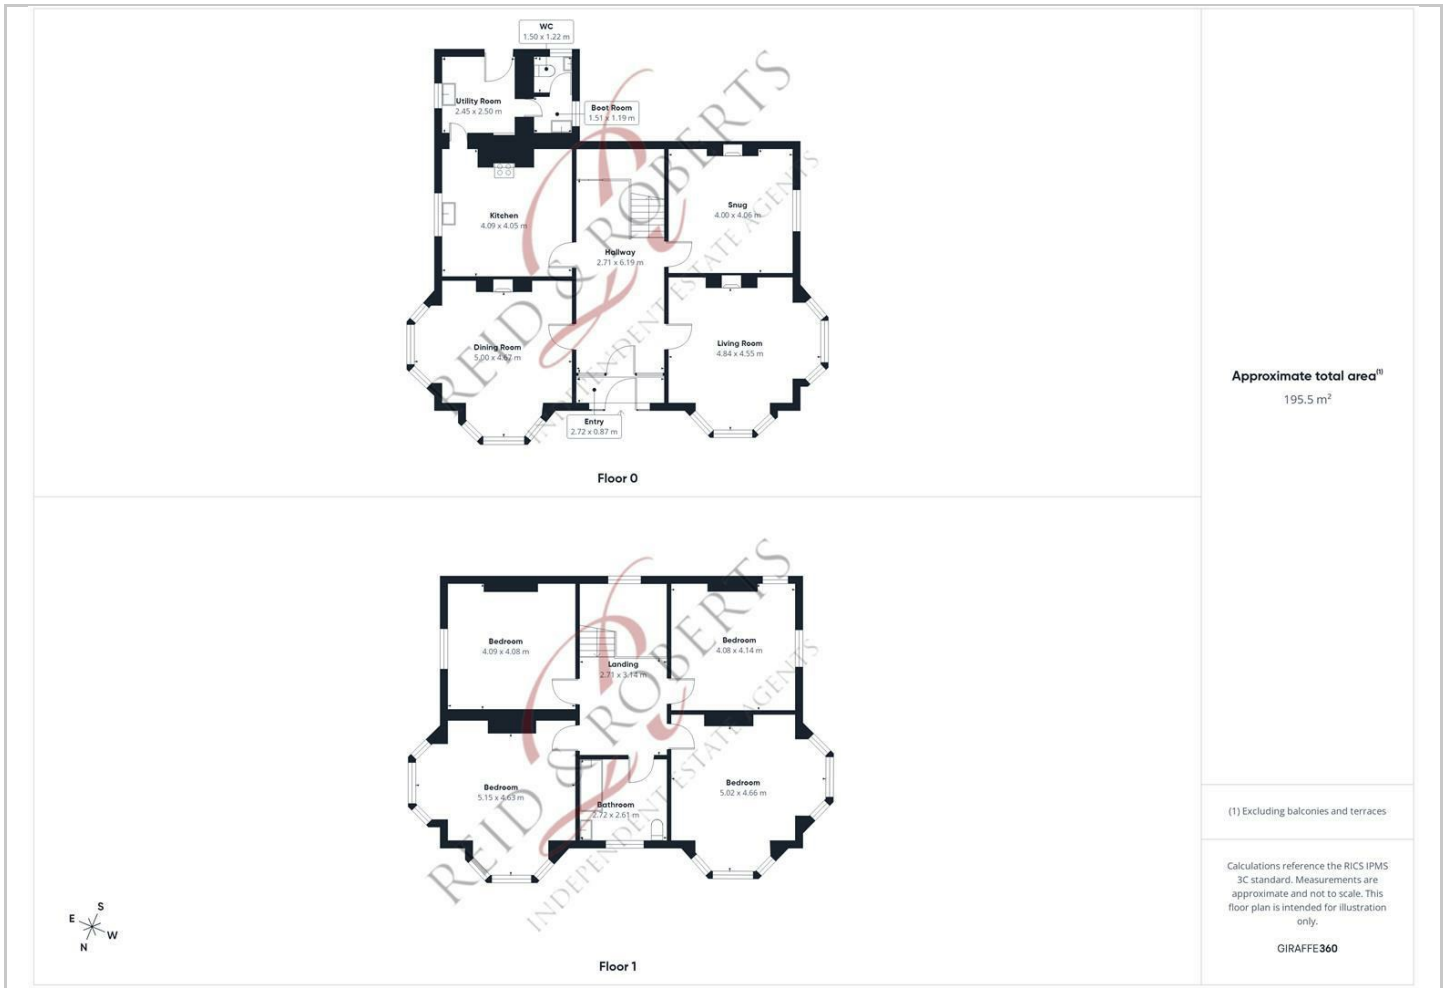 WC
1.50 x 1.22 m
Utility Room
2.45 x 2.50 m
Boot Room
1.51 x 1.19 m
Kitchen
4.09 x 4.05 m
Snug
4.00 x 4.06 m
Hallway
2.71 x 6.19 m
Dining Room
5.00 x 4.67 m
Living Room
4.84 x 4.55 m
Entry
2.72 x 0.87 m
REID & ROBERTS
INDEPENDENT ESTATE AGENTS
Floor 0
Approximate total area(1)
195.5 m²
Bedroom
4.09 x 4.08 m
Bedroom
4.08 x 4.14 m
Landing
2.71 x 3.14 m
Bedroom
5.15 x 4.63 m
Bedroom
5.02 x 4.66 m
Bathroom
2.72 x 2.61 m
REID & ROBERTS
INDEPENDENT ESTATE AGENTS
S
E
W
N
Floor 1
(1) Excluding balconies and terraces
Calculations reference the RICS IPMS
3C standard. Measurements are
approximate and not to scale. This
floor plan is intended for illustration
only.
GIRAFFE360